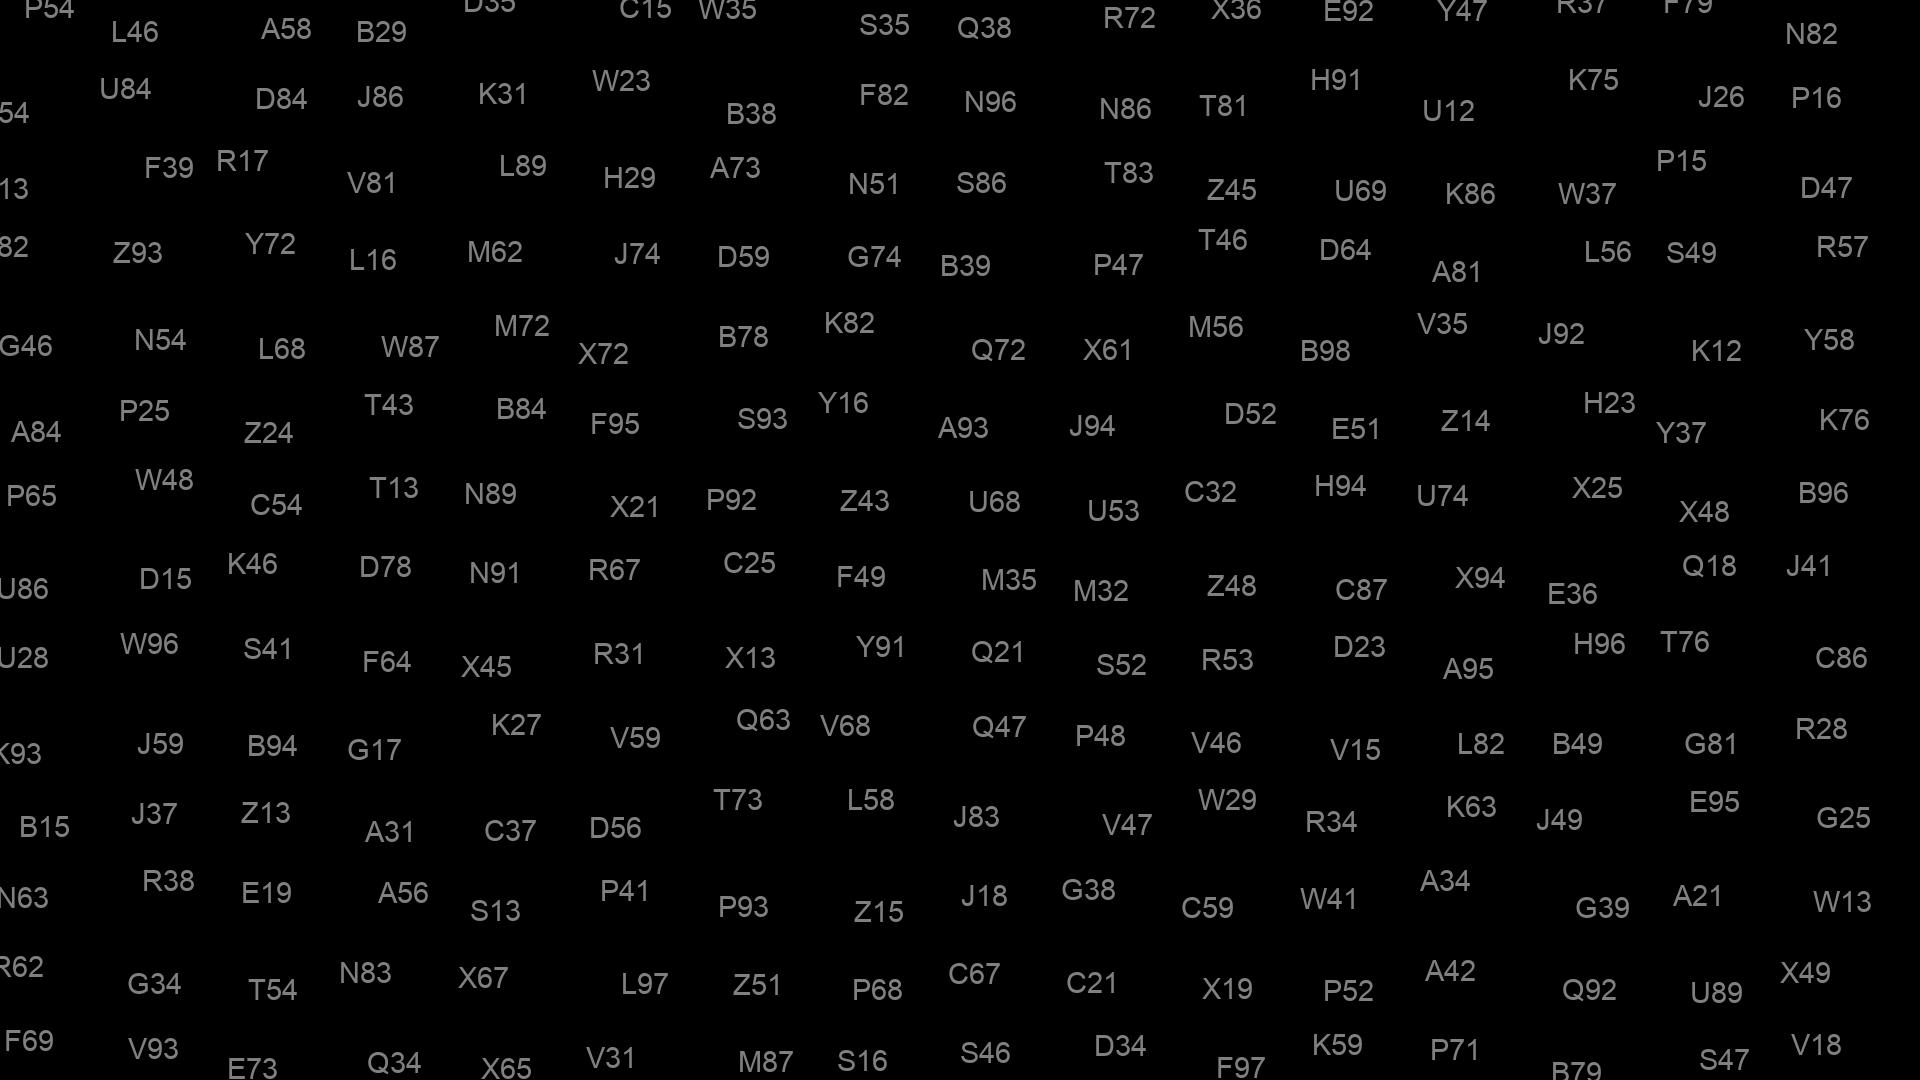 P54 L46 A58 B29 D35 C15 W35 S35 Q38 R72 X36 E92 Y47 R37 F79 N82
54 U84 D84 J86 K31 W23 B38 F82 N96 N86 T81 H91 U12 K75 J26 P16
13 F39 R17 V81 L89 H29 A73 N51 S86 T83 Z45 U69 K86 W37 P15 D47
82 Z93 Y72 L16 M62 J74 D59 G74 B39 P47 T46 D64 A81 L56 S49 R57
G46 N54 L68 W87 M72 X72 B78 K82 Q72 X61 M56 B98 V35 J92 K12 Y58
A84 P25 Z24 T43 B84 F95 S93 Y16 A93 J94 D52 E51 Z14 H23 Y37 K76
P65 W48 C54 T13 N89 X21 P92 Z43 U68 U53 C32 H94 U74 X25 X48 B96
U86 D15 K46 D78 N91 R67 C25 F49 M35 M32 Z48 C87 X94 E36 Q18 J41
U28 W96 S41 F64 X45 R31 X13 Y91 Q21 S52 R53 D23 A95 H96 T76 C86
K93 J59 B94 G17 K27 V59 Q63 V68 Q47 P48 V46 V15 L82 B49 G81 R28
B15 J37 Z13 A31 C37 D56 T73 L58 J83 V47 W29 R34 K63 J49 E95 G25
N63 R38 E19 A56 S13 P41 P93 Z15 J18 G38 C59 W41 A34 G39 A21 W13
R62 G34 T54 N83 X67 L97 Z51 P68 C67 C21 X19 P52 A42 Q92 U89 X49
F69 V93 E73 Q34 X65 V31 M87 S16 S46 D34 F97 K59 P71 B79 S47 V18